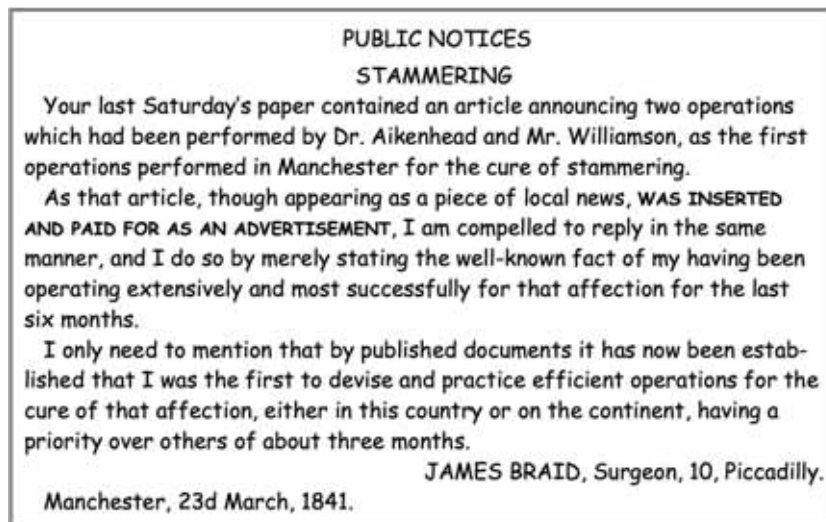 PUBLIC NOTICES
STAMMERING
Your last Saturday's paper contained an article announcing two operations
which had been performed by Dr. Aikenhead and Mr. Williamson, as the first
operations performed in Manchester for the cure of stammering.
As that article, though appearing as a piece of local news, WAS INSERTED
AND PAID FOR AS AN ADVERTISEMENT, I am compelled to reply in the same
manner, and I do so by merely stating the well-known fact of my having been
operating extensively and most successfully for that affection for the last
six months.
I only need to mention that by published documents it has now been estab-
lished that I was the first to devise and practice efficient operations for the
cure of that affection, either in this country or on the continent, having a
priority over others of about three months.
JAMES BRAID, Surgeon, 10, Piccadilly.
Manchester, 23d March, 1841.